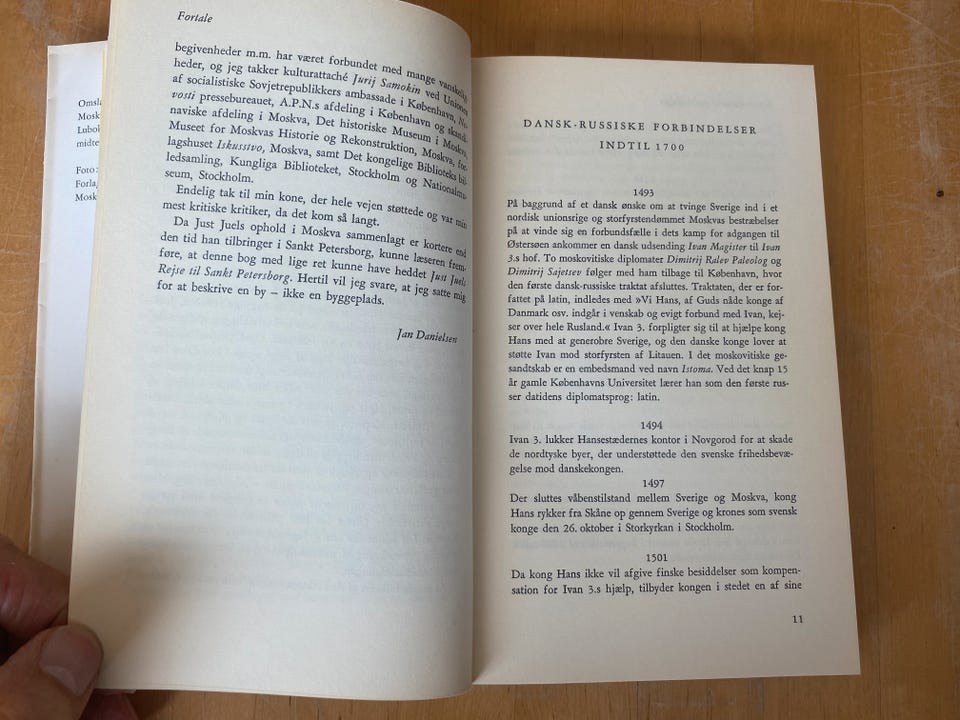 Omsla
Mosk
Lubok
midte
Foto:
Forla
Mosk
Fortale
begivenheder m.m. har været forbundet med mange vanskelig-
heder, og jeg takker kulturattaché Jurij Samokin ved Unionen
af socialistiske Sovjetrepublikkers ambassade i København, No-
vosti pressebureauet, A.P.N.s afdeling i København og skandi-
naviske afdeling i Moskva, Det historiske Museum i Moskva,
Museet for Moskvas Historie og Rekonstruktion, Moskva, for-
lagshuset Iskusstvo, Moskva, samt Det kongelige Biblioteks bil-
ledsamling, Kungliga Biblioteket, Stockholm og Nationalmu-
seum, Stockholm.
Endelig tak til min kone, der hele vejen støttede og var min
mest kritiske kritiker, da det kom så langt.
Da Just Juels ophold i Moskva sammenlagt er kortere end
den tid han tilbringer i Sankt Petersborg, kunne læseren frem-
føre, at denne bog med lige ret kunne have heddet Just Juels
Rejse til Sankt Petersborg. Hertil vil jeg svare, at jeg satte mig
for at beskrive en by – ikke en byggeplads.
Jan Danielsen
DANSK-RUSSISKE FORBINDELSER
INDTIL 1700
1493
På baggrund af et dansk ønske om at tvinge Sverige ind i et
nordisk unionsrige og storfyrstendømmet Moskvas bestræbelser
på at vinde sig en forbundsfælle i dets kamp for adgangen til
Østersøen ankommer en dansk udsending Ivan Magister til Ivan
3.s hof. To moskovitiske diplomater Dimitrij Ralev Paleolog og
Dimitrij Sajetsev følger med ham tilbage til København, hvor
den første dansk-russiske traktat afsluttes. Traktaten, der er for-
fattet på latin, indledes med »Vi Hans, af Guds nåde konge af
Danmark osv. indgår i venskab og evigt forbund med Ivan, kej-
ser over hele Rusland.« Ivan 3. forpligter sig til at hjælpe kong
Hans med at generobre Sverige, og den danske konge lover at
støtte Ivan mod storfyrsten af Litauen. I det moskovitiske ge-
sandtskab er en embedsmand ved navn Istoma. Ved det knap 15
år gamle Københavns Universitet lærer han som den første rus-
ser datidens diplomatsprog: latin.
1494
Ivan 3. lukker Hansestædernes kontor i Novgorod for at skade
de nordtyske byer, der understøttede den svenske frihedsbevæ-
gelse mod danskekongen.
1497
Der sluttes våbenstilstand mellem Sverige og Moskva, kong
Hans rykker fra Skåne op gennem Sverige og krones som svensk
konge den 26. oktober i Storkyrkan i Stockholm.
1501
Da kong Hans ikke vil afgive finske besiddelser som kompen-
sation for Ivan 3.s hjælp, tilbyder kongen i stedet en af sine
11